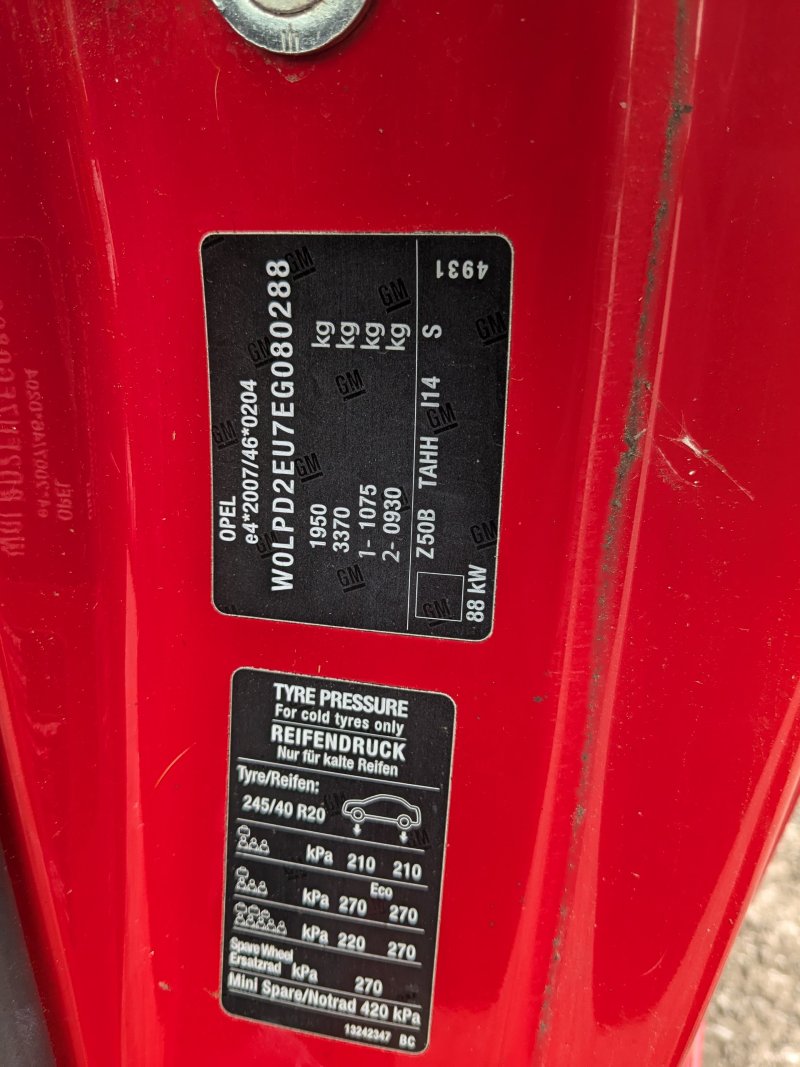 OPEL
e4*2007/46*0204
W0LPD2EU7EG080288
1950 kg
3370 kg
1- 1075 kg
2- 0930 kg
Z50B TAHH I14 S
4931
88 kW
GM
TYRE PRESSURE
For cold tyres only
REIFENDRUCK
Nur für kalte Reifen
Tyre/Reifen:
245/40 R20
kPa 210 210
Eco
kPa 270 270
kPa 220 270
Spare Wheel
Ersatzrad kPa 270
Mini Spare/Notrad 420 kPa
13242347 BC